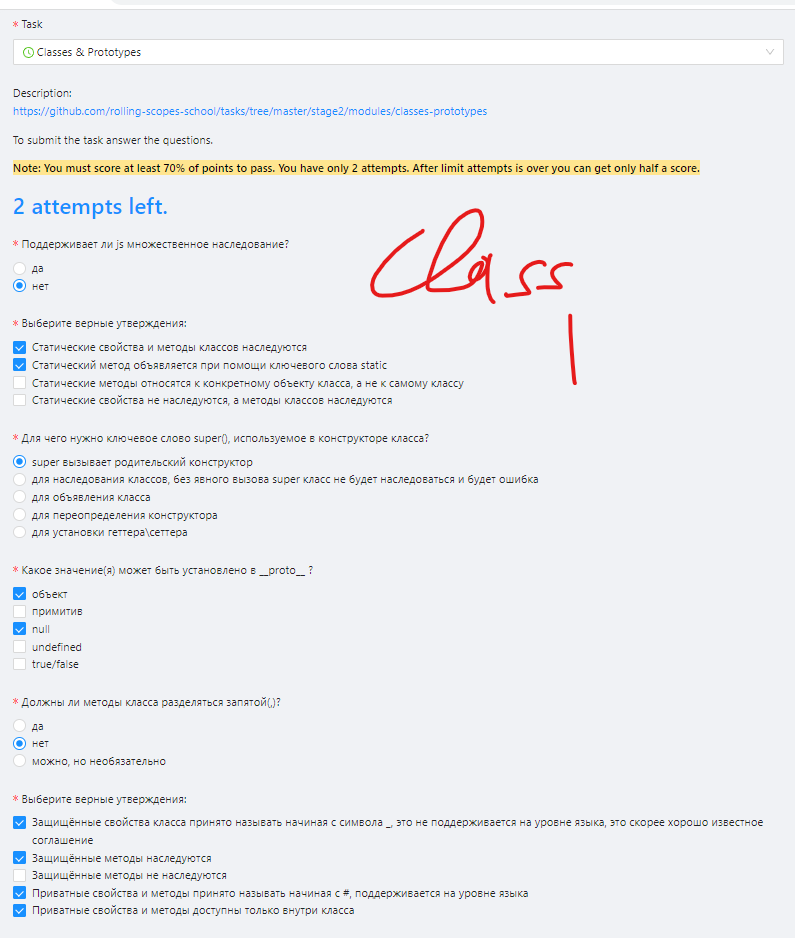 * Task
Classes & Prototypes
Description:
https://github.com/rolling-scopes-school/tasks/tree/master/stage2/modules/classes-prototypes
To submit the task answer the questions.
Note: You must score at least 70% of points to pass. You have only 2 attempts. After limit attempts is over you can get only half a score.
2 attempts left.
* Поддерживает ли js множественное наследование?
да
нет
Class
1
* Выберите верные утверждения:
Статические свойства и методы классов наследуются
Статический метод объявляется при помощи ключевого слова static
Статические методы относятся к конкретному объекту класса, а не к самому классу
Статические свойства не наследуются, а методы классов наследуются
* Для чего нужно ключевое слово super(), используемое в конструкторе класса?
super вызывает родительский конструктор
для наследования классов, без явного вызова super класс не будет наследоваться и будет ошибка
для объявления класса
для переопределения конструктора
для установки геттера\сеттера
* Какое значение(я) может быть установлено в __proto__ ?
объект
примитив
null
undefined
true/false
* Должны ли методы класса разделяться запятой(,)?
да
нет
можно, но необязательно
* Выберите верные утверждения:
Защищённые свойства класса принято называть начиная с символа _, это не поддерживается на уровне языка, это скорее хорошо известное
соглашение
Защищённые методы наследуются
Защищённые методы не наследуются
Приватные свойства и методы принято называть начиная с #, поддерживается на уровне языка
Приватные свойства и методы доступны только внутри класса